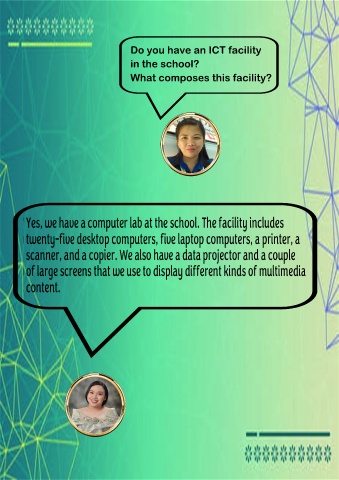 Do you have an ICT facility
in the school?
What composes this facility?
Yes, we have a computer lab at the school. The facility includes
twenty-five desktop computers, five laptop computers, a printer, a
scanner, and a copier. We also have a data projector and a couple
of large screens that we use to display different kinds of multimedia
content.